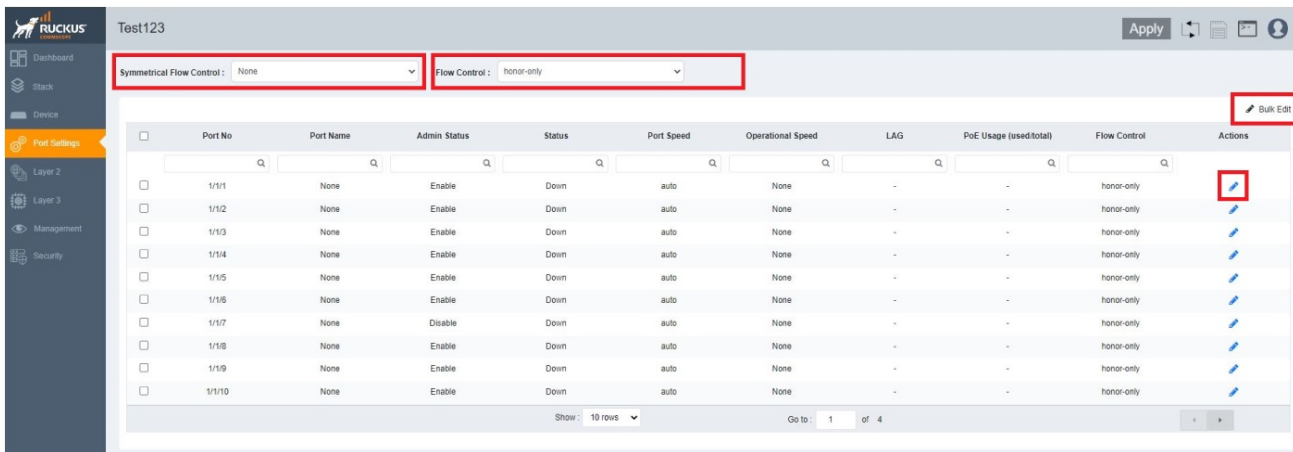 RUCKUS
COMMSCOPE
Test123
Apply
Dashboard
Stack
Device
Port Settings
Layer 2
Layer 3
Management
Security
Symmetrical Flow Control : None
Flow Control : honor-only
Bulk Edit
Port No Port Name Admin Status Status Port Speed Operational Speed LAG PoE Usage (used/total) Flow Control Actions
1/1/1 None Enable Down auto None - - honor-only
1/1/2 None Enable Down auto None - - honor-only
1/1/3 None Enable Down auto None - - honor-only
1/1/4 None Enable Down auto None - - honor-only
1/1/5 None Enable Down auto None - - honor-only
1/1/6 None Enable Down auto None - - honor-only
1/1/7 None Disable Down auto None - - honor-only
1/1/8 None Enable Down auto None - - honor-only
1/1/9 None Enable Down auto None - - honor-only
1/1/10 None Enable Down auto None - - honor-only
Show : 10 rows Go to : 1 of 4